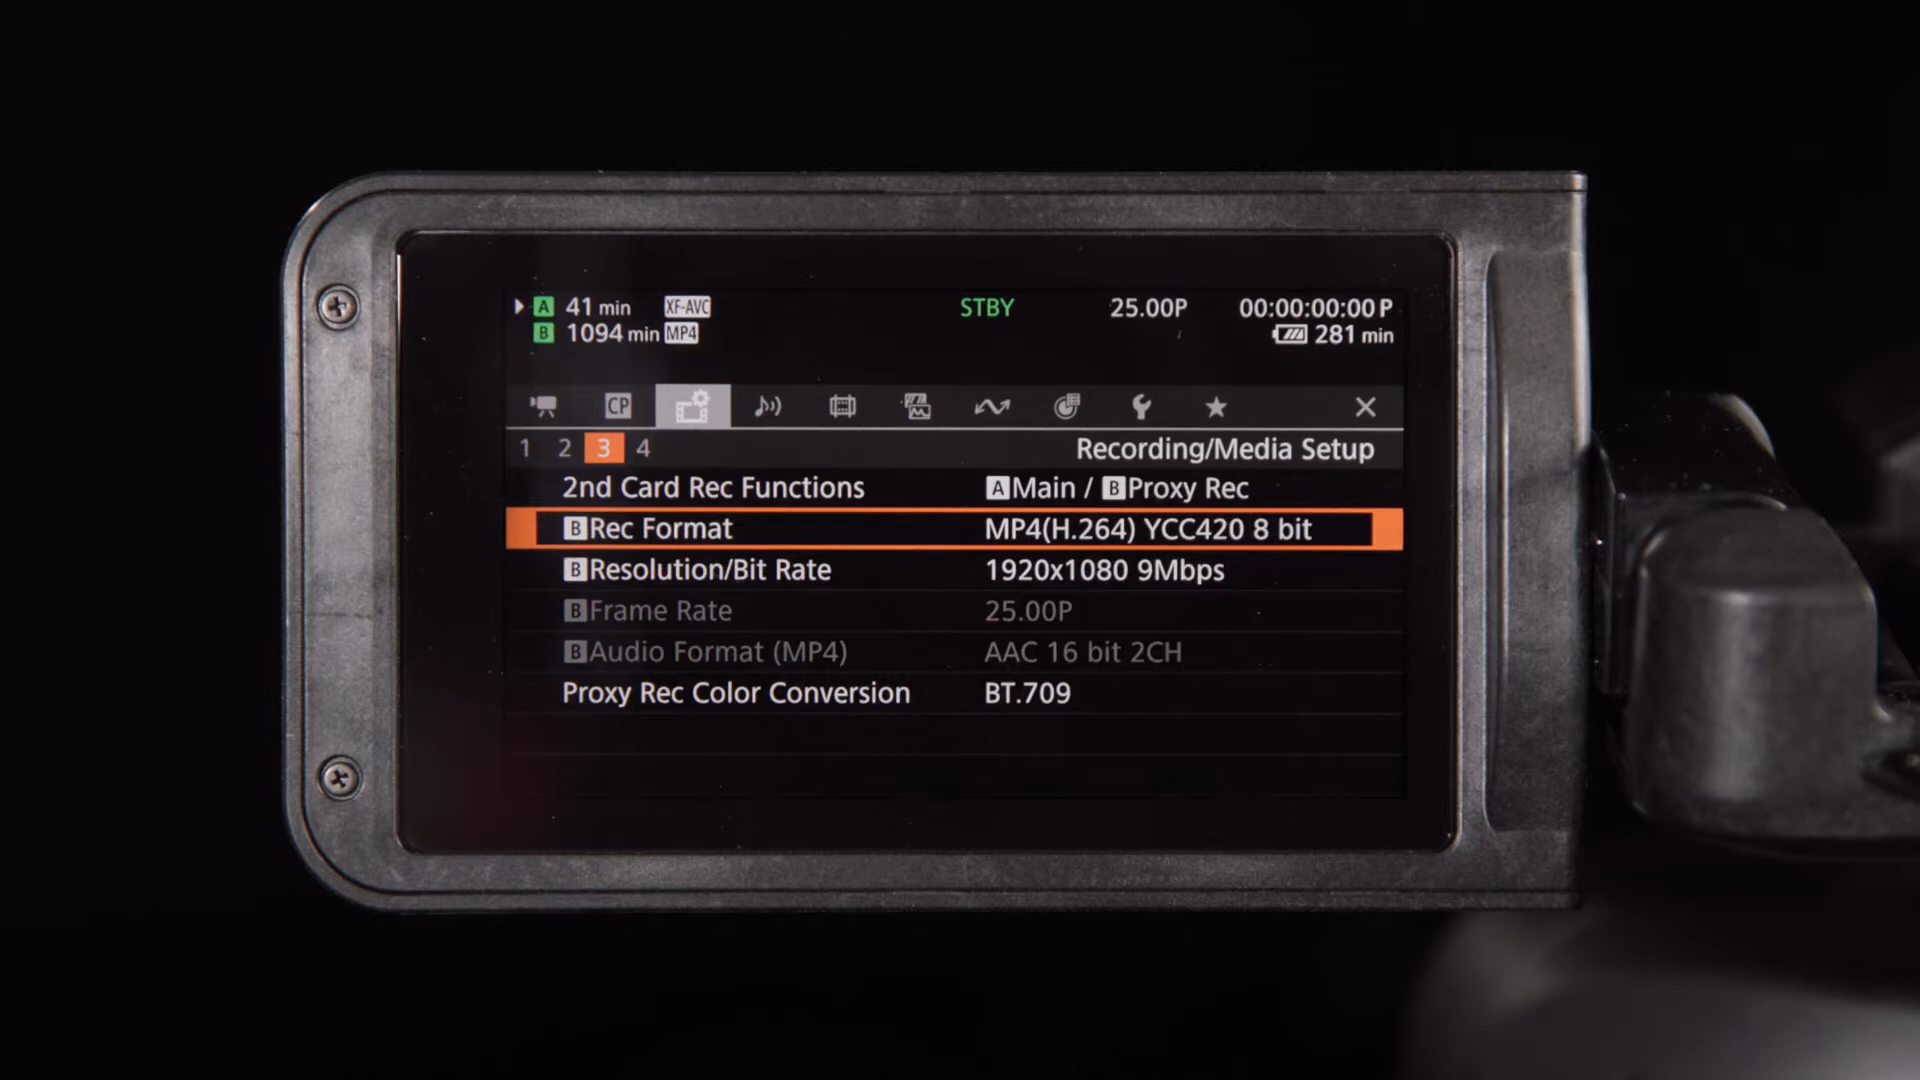 A 41 min XF-AVC STBY 25.00P 00:00:00:00 P
B 1094 min MP4 281 min
CP
1 2 3 4 Recording/Media Setup
2nd Card Rec Functions A Main / B Proxy Rec
B Rec Format MP4(H.264) YCC420 8 bit
B Resolution/Bit Rate 1920x1080 9Mbps
B Frame Rate 25.00P
B Audio Format (MP4) AAC 16 bit 2CH
Proxy Rec Color Conversion BT.709